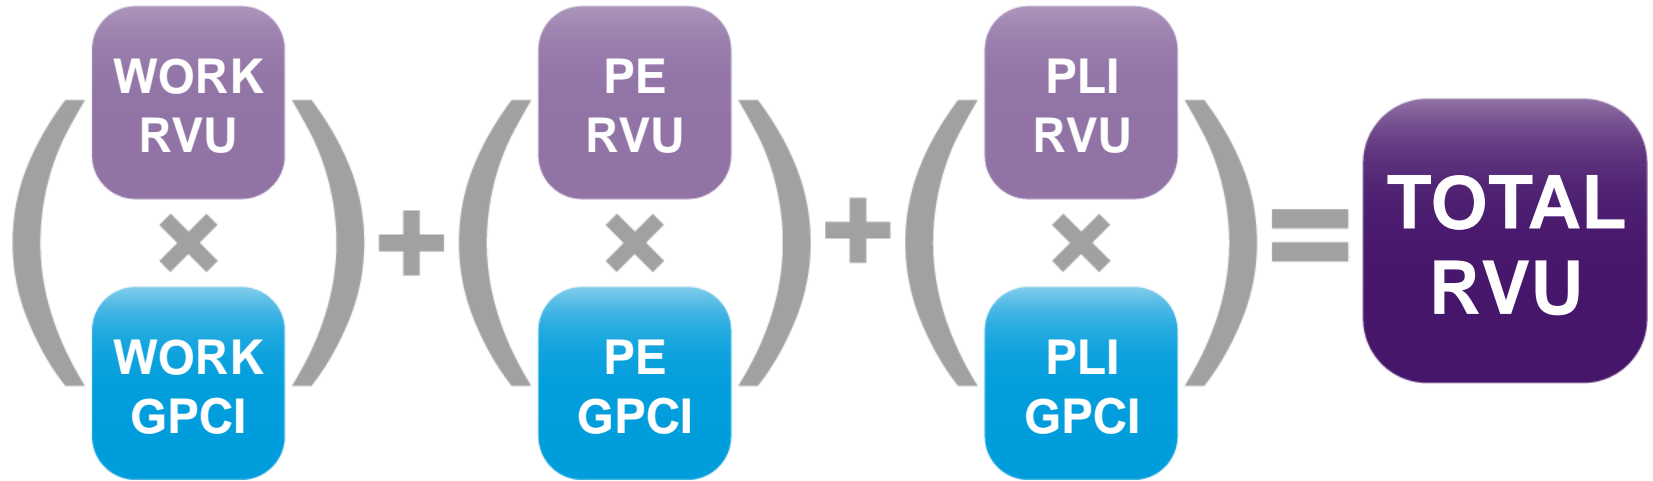 WORK
RVU
×
WORK
GPCI
+
PE
RVU
×
PE
GPCI
+
PLI
RVU
×
PLI
GPCI
=
TOTAL
RVU